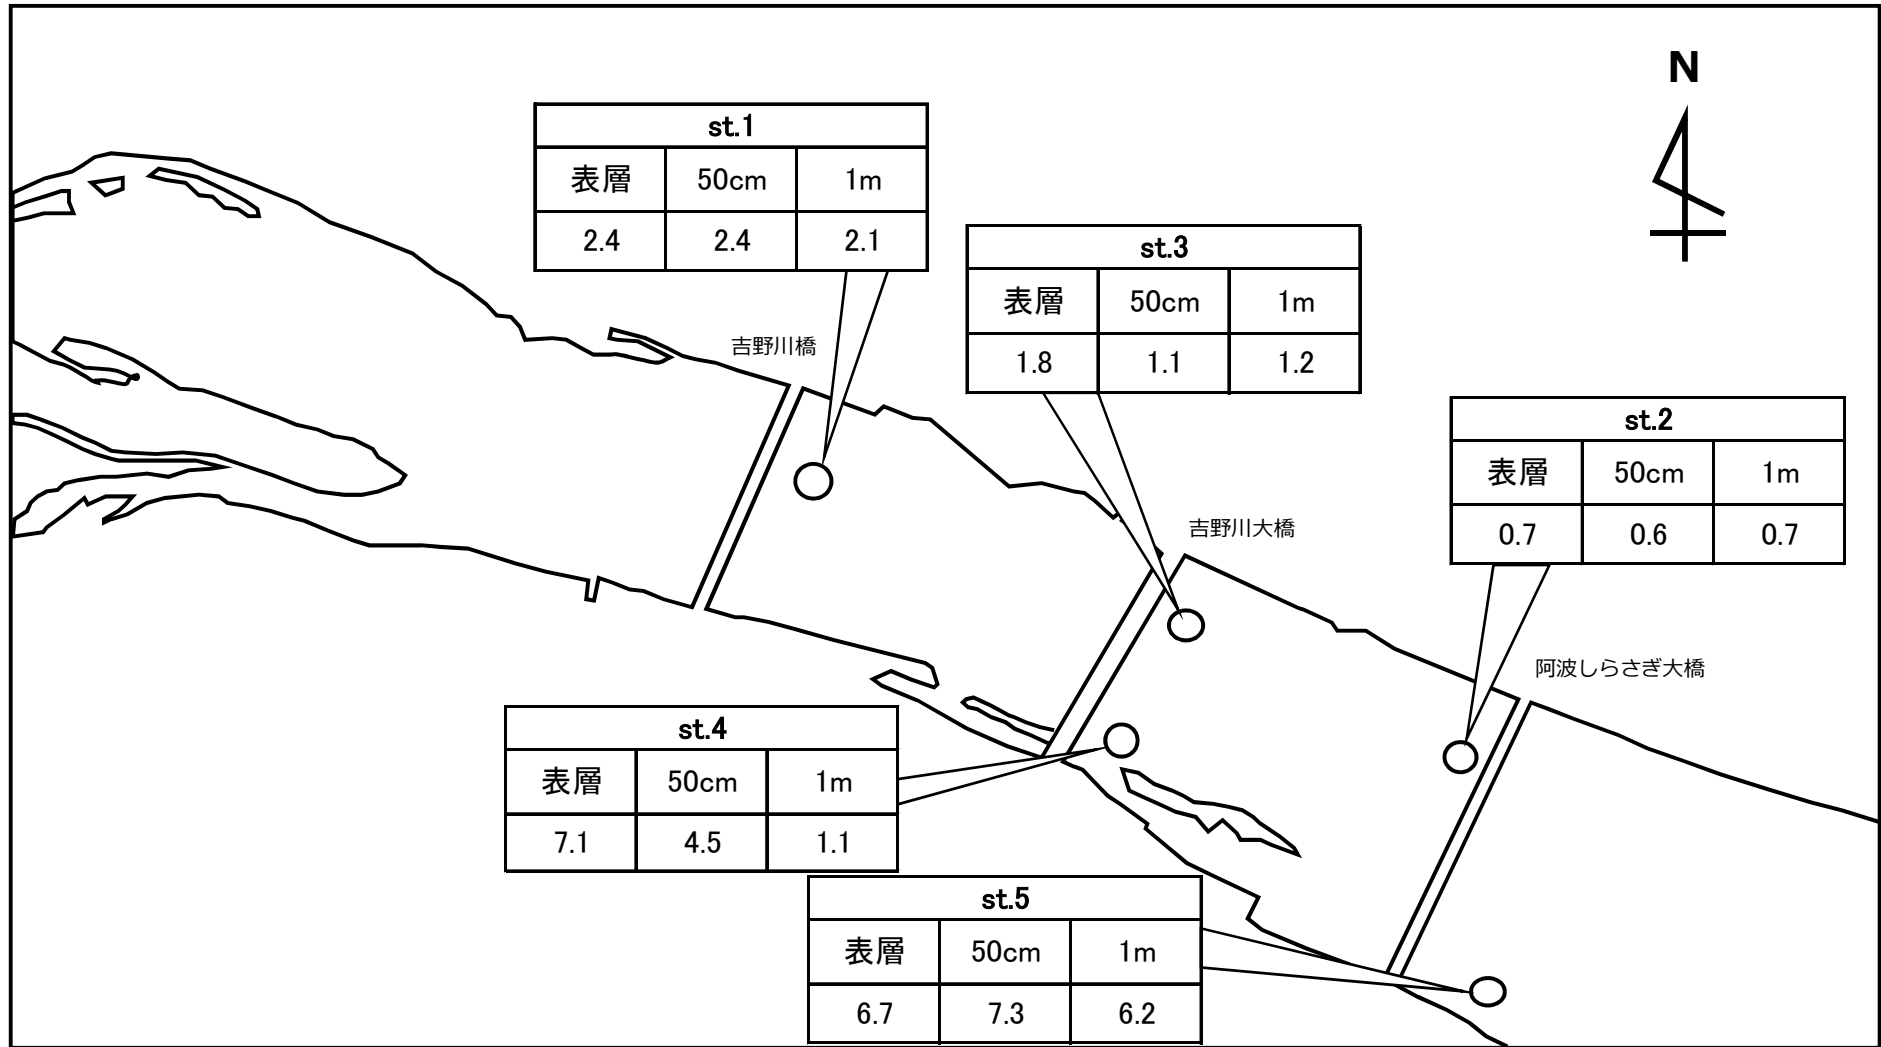 N
st.1
表層 50cm 1m
2.4 2.4 2.1
st.3
表層 50cm 1m
1.8 1.1 1.2
吉野川橋
st.2
表層 50cm 1m
0.7 0.6 0.7
吉野川大橋
阿波しらさぎ大橋
st.4
表層 50cm 1m
7.1 4.5 1.1
st.5
表層 50cm 1m
6.7 7.3 6.2